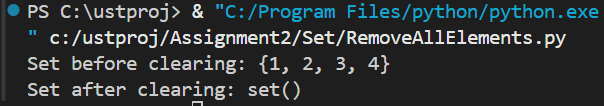 PS C:\ustproj> & "C:/Program Files/python/python.exe
" c:/ustproj/Assignment2/Set/RemoveAllElements.py
Set before clearing: {1, 2, 3, 4}
Set after clearing: set()